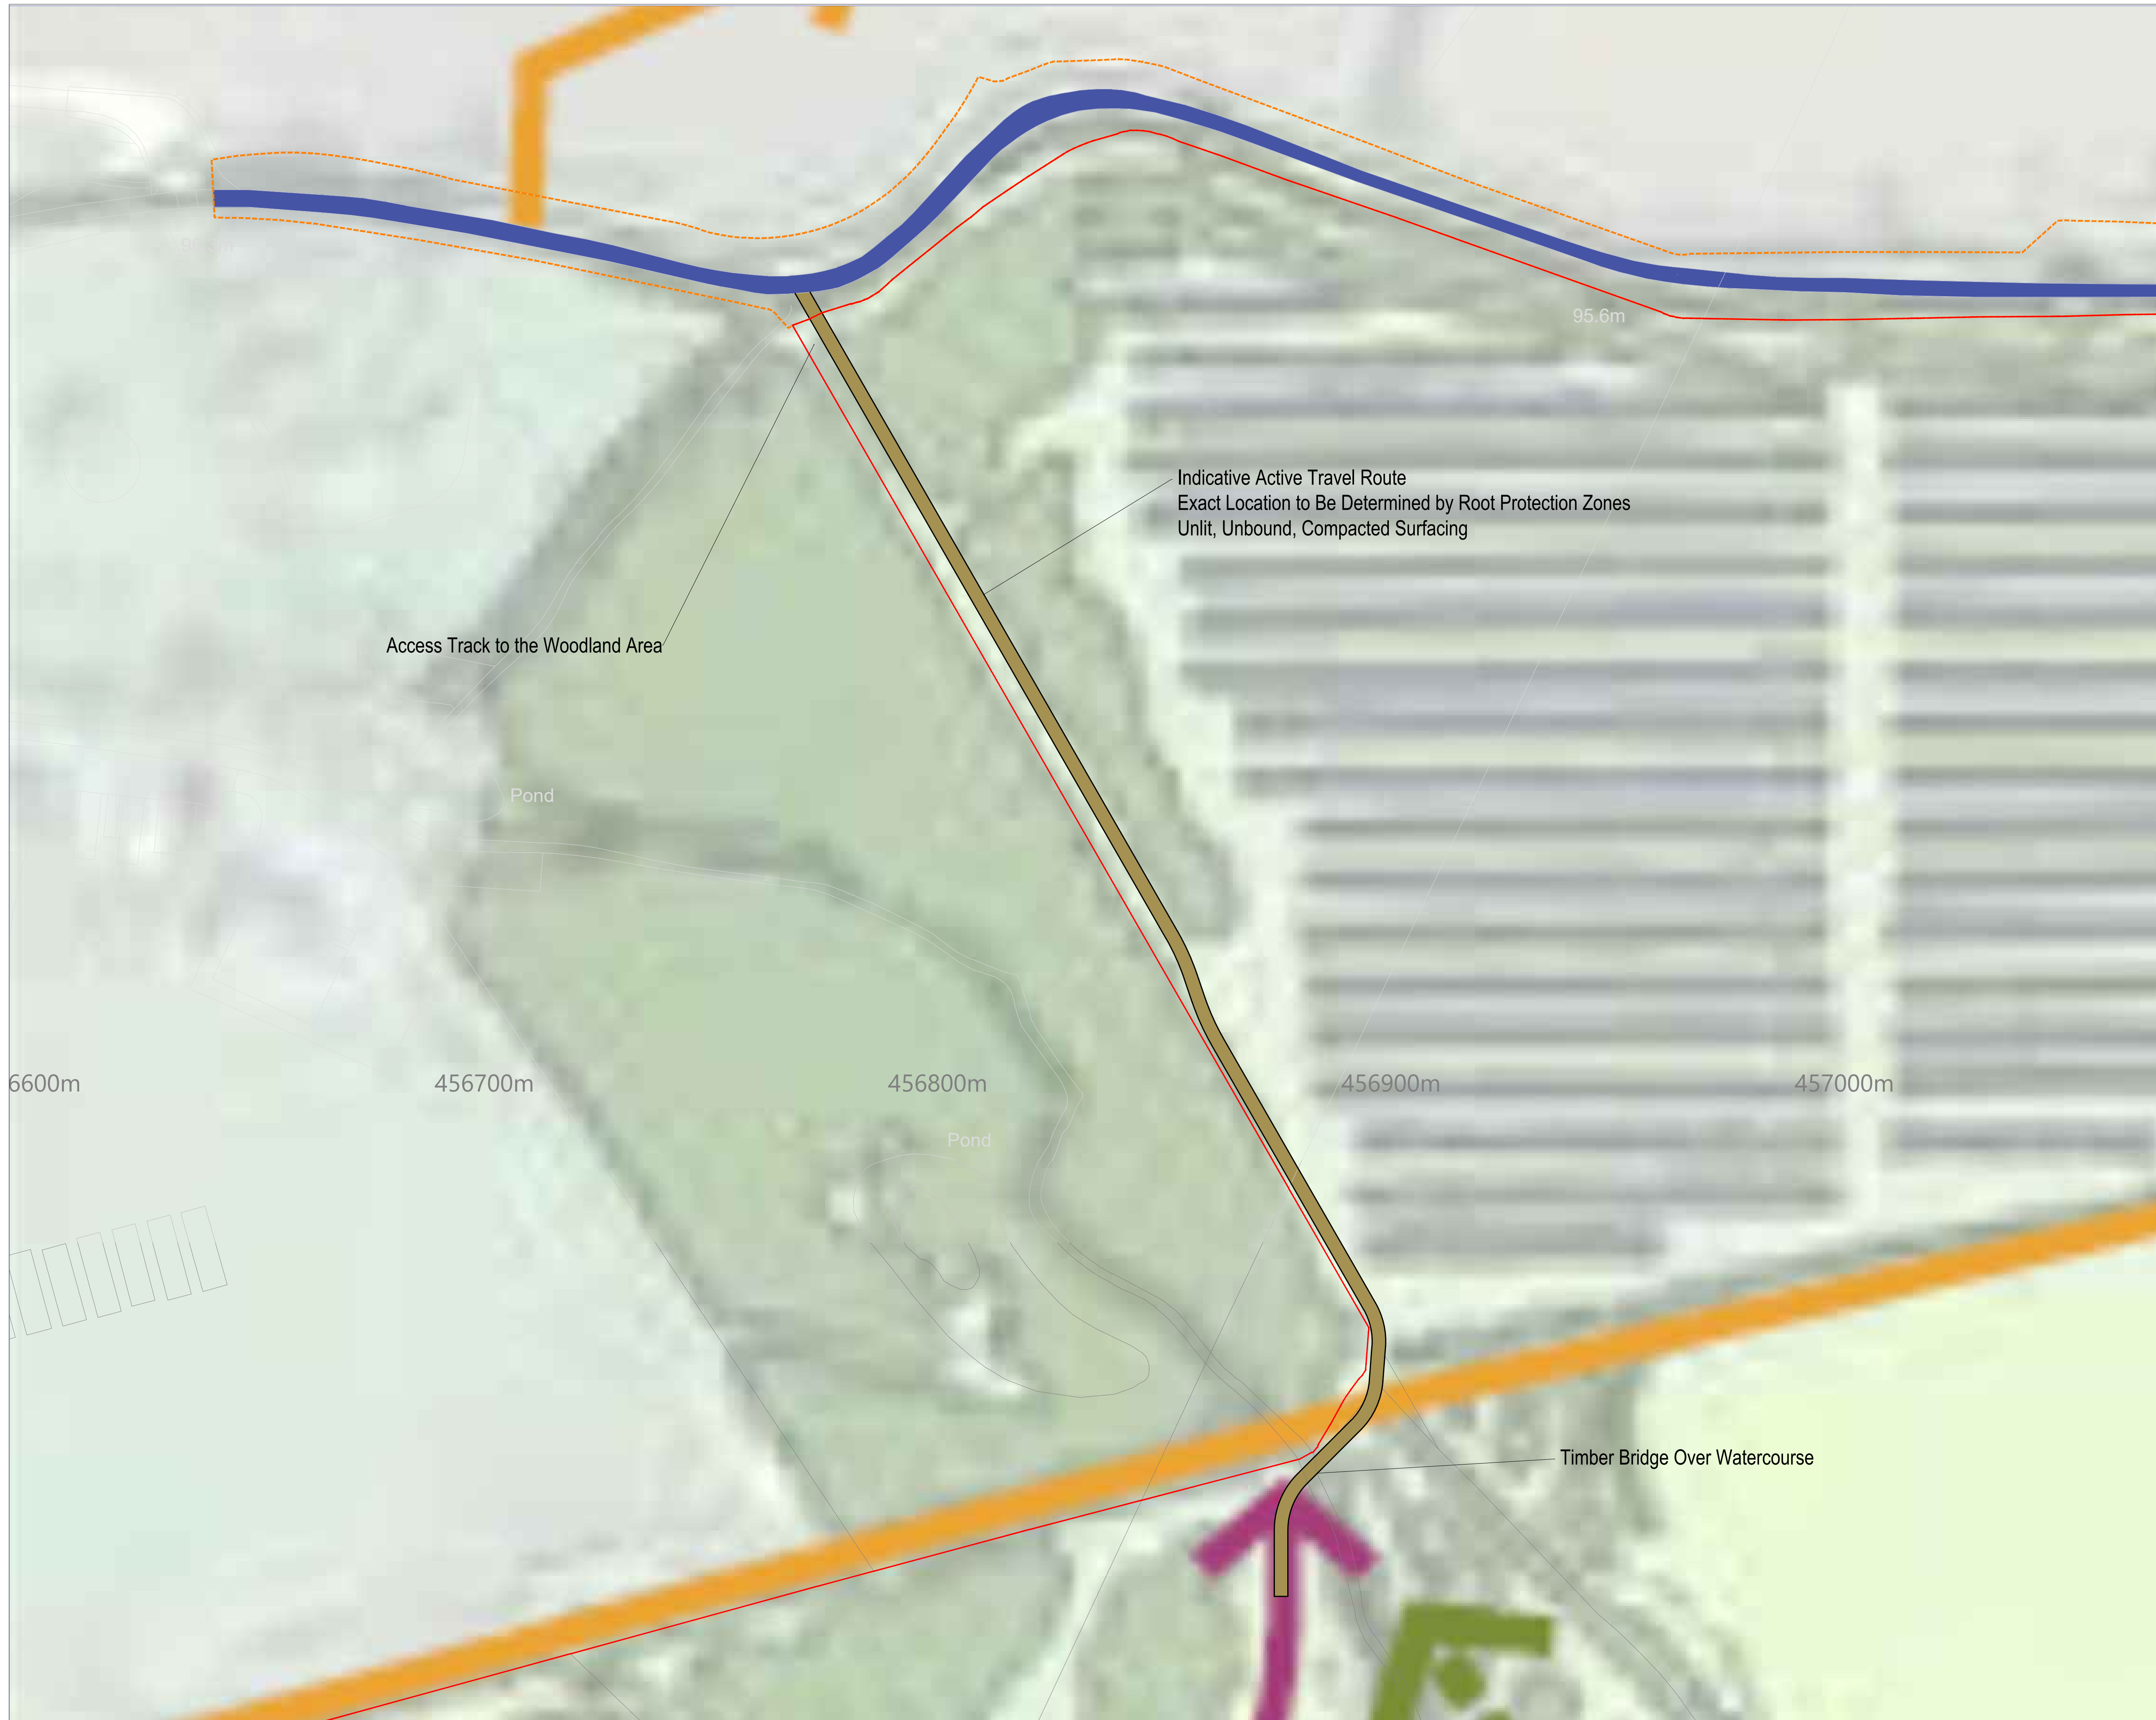 95.6m
Indicative Active Travel Route
Exact Location to Be Determined by Root Protection Zones
Unlit, Unbound, Compacted Surfacing
Access Track to the Woodland Area
Pond
6600m
456700m
456800m
456900m
457000m
Pond
Timber Bridge Over Watercourse